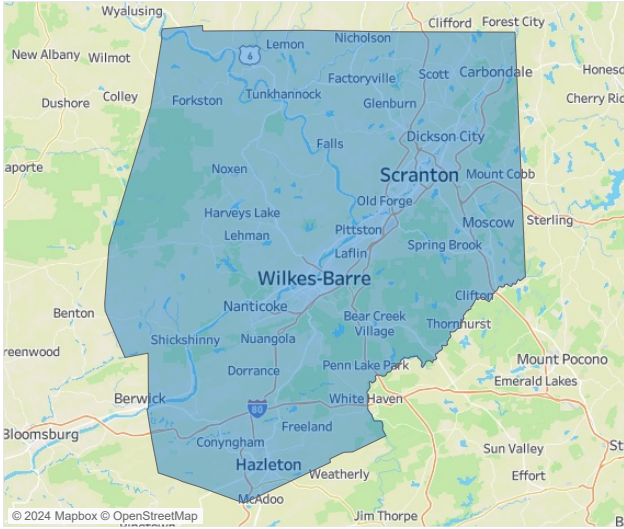 Wyalusing
Clifford
Forest City
Nicholson
Lemon
New Albany
Wilmot
6
Factoryville
Scott
Carbondale
Honesd
Colley
Tunkhannock
Cherry Ric
Dushore
Forkston
Glenburn
Dickson City
Falls
aporte
Noxen
Scranton
Mount Cobb
Old Forge
Harveys Lake
Sterling
Moscow
Pittston
Lehman
Spring Brook
Laflin
Wilkes-Barre
Clifton
Nanticoke
Benton
Bear Creek
Village
Thornhurst
Shickshinny
Nuangola
reenwood
Mount Pocono
Penn Lake Park
Dorrance
Emerald Lakes
Berwick
White Haven
80
Freeland
Bloomsburg
Conyngham
St
Sun Valley
Hazleton
Weatherly
Effort
McAdoo
Jim Thorpe
© 2024 Mapbox © OpenStreetMap
B